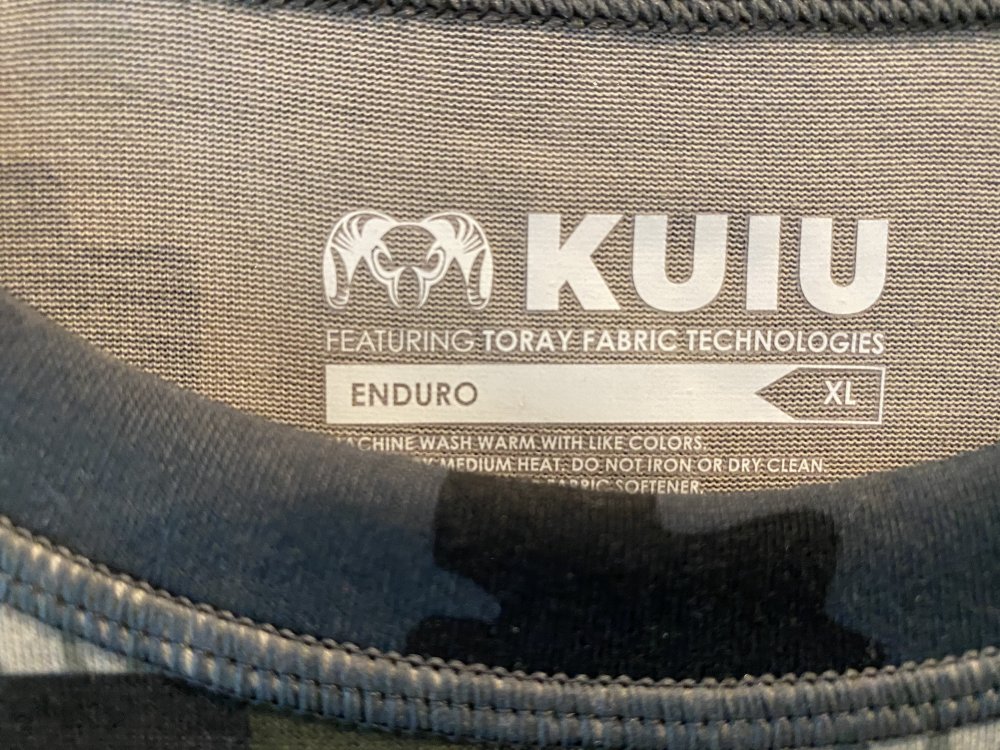 KUIU
FEATURING TORAY FABRIC TECHNOLOGIES
ENDURO
XL
MACHINE WASH WARM WITH LIKE COLORS.
MEDIUM HEAT. DO NOT IRON OR DRY CLEAN.
FABRIC SOFTENER.